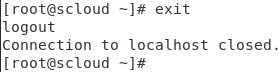 [root@scloud ~]# exit
logout
Connection to localhost closed.
[root@scloud ~]#